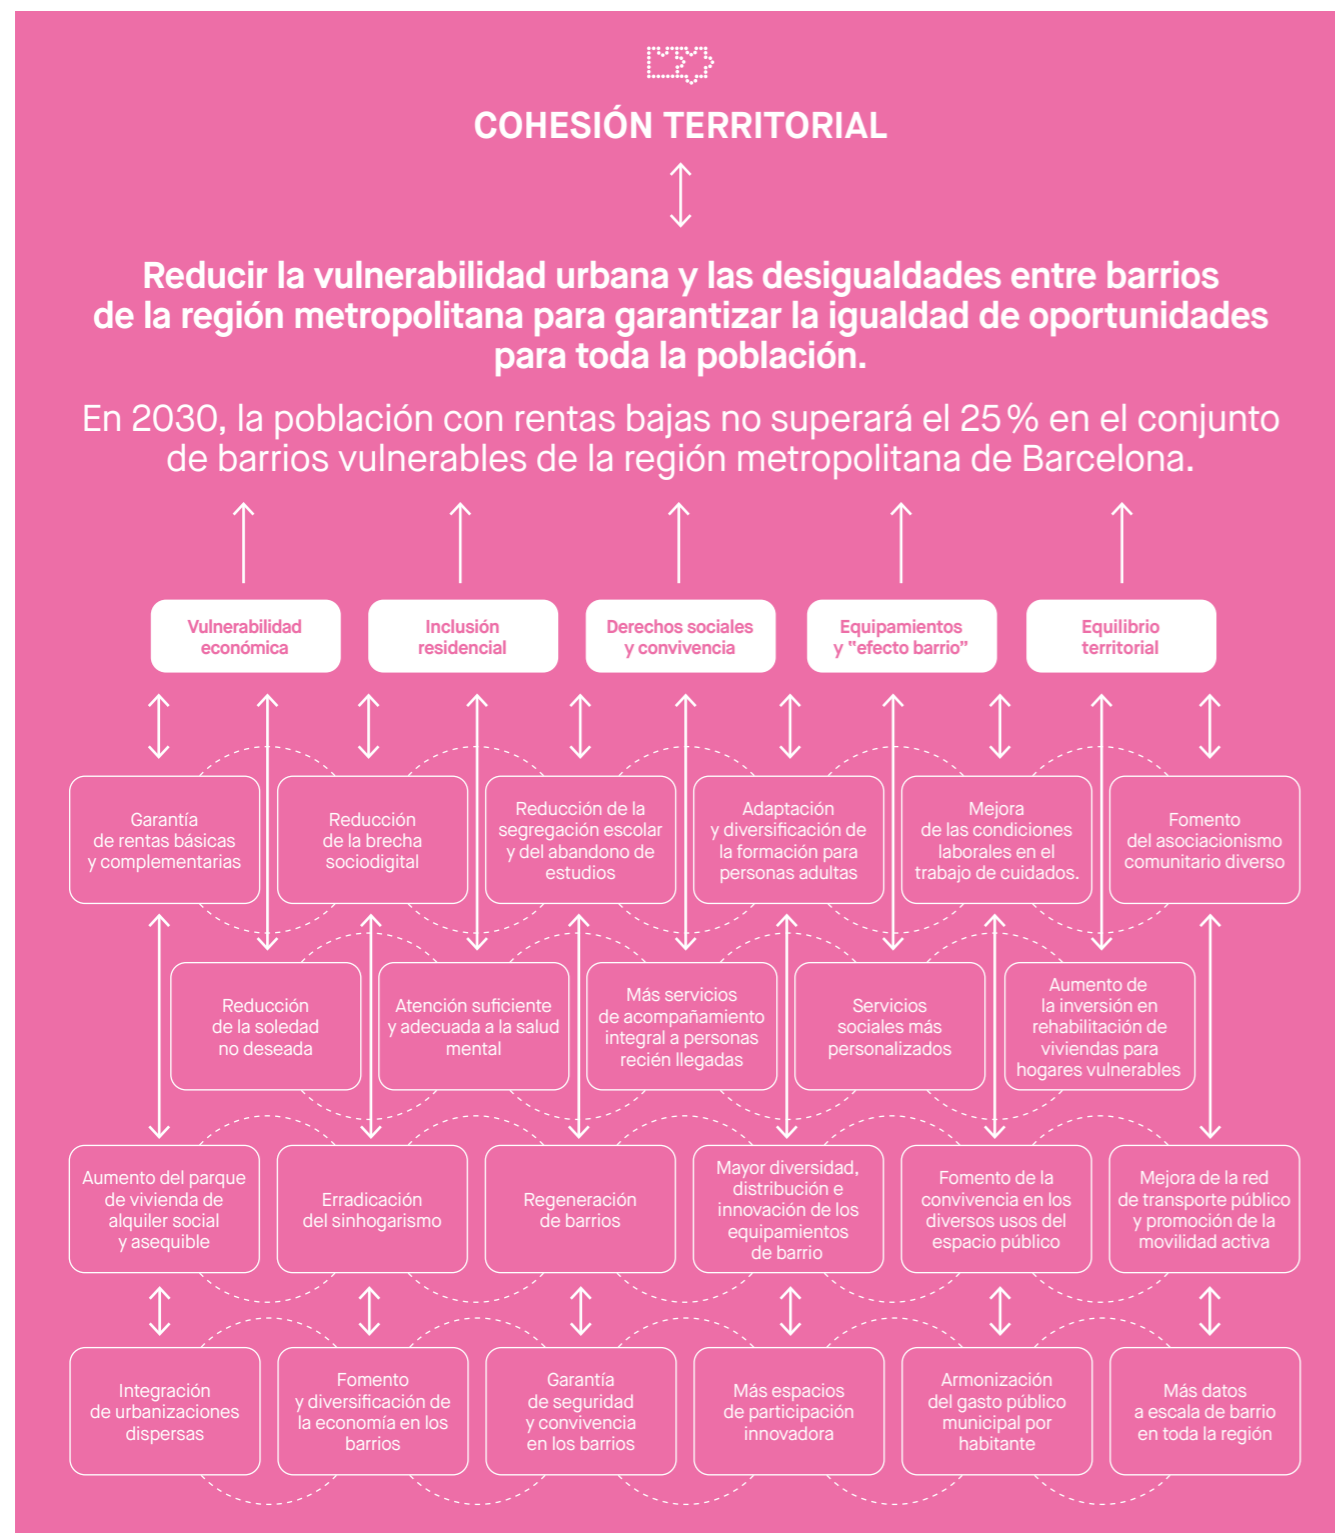 COHESIÓN TERRITORIAL
Reducir la vulnerabilidad urbana y las desigualdades entre barrios
de la región metropolitana para garantizar la igualdad de oportunidades
para toda la población.
En 2030, la población con rentas bajas no superará el 25 % en el conjunto
de barrios vulnerables de la región metropolitana de Barcelona.
Vulnerabilidad
económica
Inclusión
residencial
Derechos sociales
y convivencia
Equipamientos
y "efecto barrio"
Equilibrio
territorial
Garantía
de rentas básicas
y complementarias
Reducción
de la brecha
sociodigital
Reducción de la
segregación escolar
y del abandono de
estudios
Adaptación
y diversificación de
la formación para
personas adultas
Mejora
de las condiciones
laborales en el
trabajo de cuidados.
Fomento
del asociacionismo
comunitario diverso
Reducción
de la soledad
no deseada
Atención suficiente
y adecuada a la salud
mental
Más servicios
de acompañamiento
integral a personas
recién llegadas
Servicios
sociales más
personalizados
Aumento de
la inversión en
rehabilitación de
viviendas para
hogares vulnerables
Aumento del parque
de vivienda de
alquiler social
y asequible
Erradicación
del sinhogarismo
Regeneración
de barrios
Mayor diversidad,
distribución e
innovación de los
equipamientos
de barrio
Fomento de la
convivencia en los
diversos usos del
espacio público
Mejora de la red
de transporte público
y promoción de la
movilidad activa
Integración
de urbanizaciones
dispersas
Fomento
y diversificación de
la economía en los
barrios
Garantía
de seguridad
y convivencia
en los barrios
Más espacios
de participación
innovadora
Armonización
del gasto público
municipal por
habitante
Más datos
a escala de barrio
en toda la región